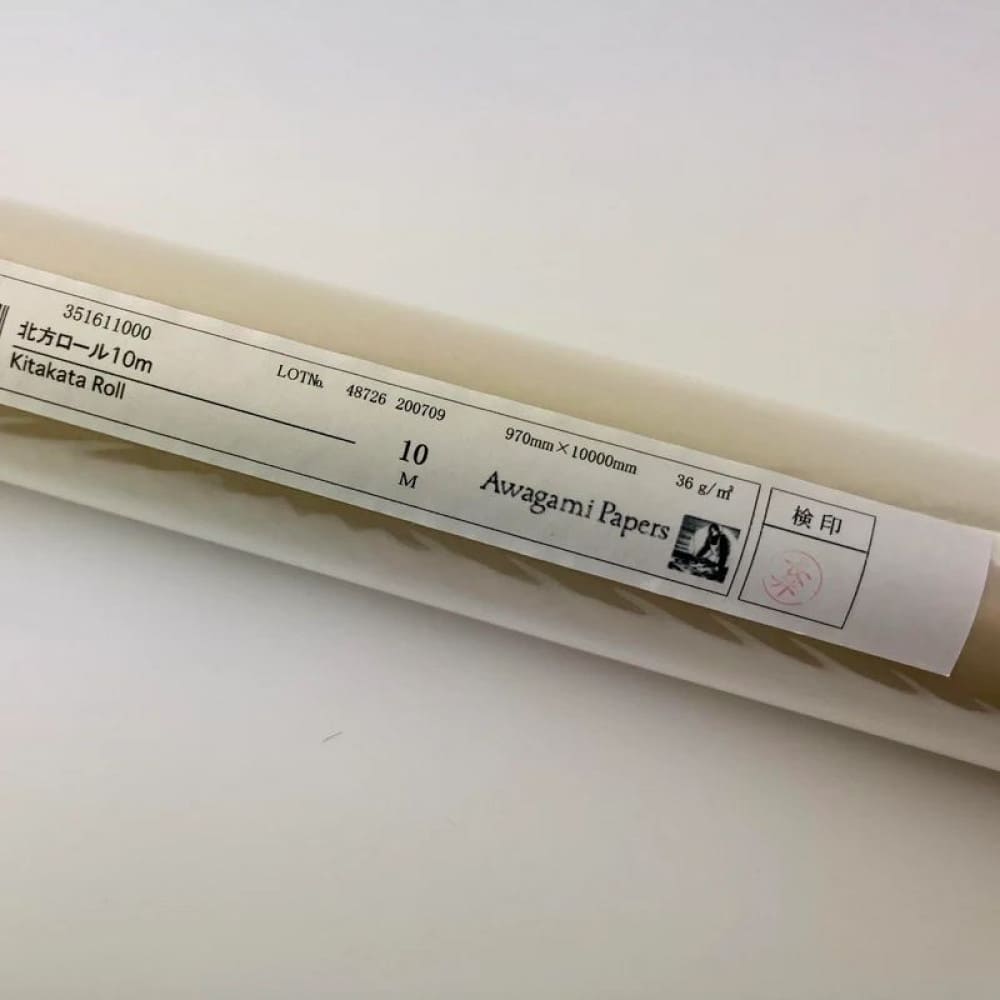 351611000
北方ロール10m
Kitakata Roll
LOT№ 48726 200709
10
M
970mm×10000mm 36 g/㎡
Awagami Papers
検印